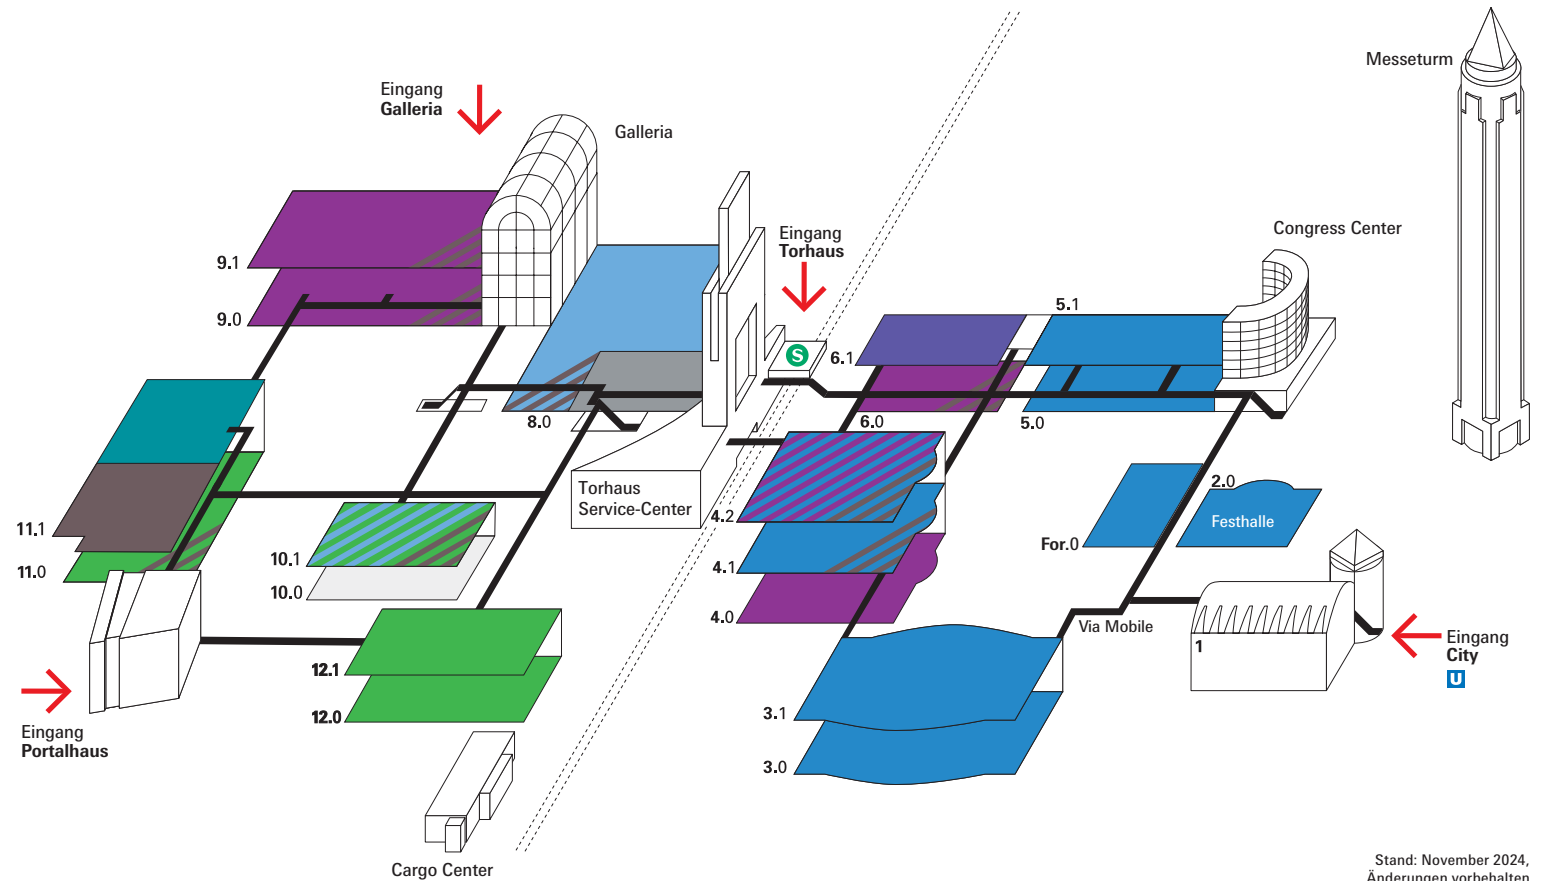 Messeturm
Eingang
Galleria
Galleria
Eingang
Torhaus
Congress Center
9.1
9.0
S
5.1
6.1
8.0
6.0
5.0
Torhaus
Service-Center
2.0
Festhalle
4.2
11.1
11.0
10.1
10.0
For.0
4.1
4.0
Via Mobile
1
Eingang
City
U
12.1
12.0
3.1
3.0
Eingang
Portalhaus
Cargo Center
Stand: November 2024,
Änderungen vorbehalten